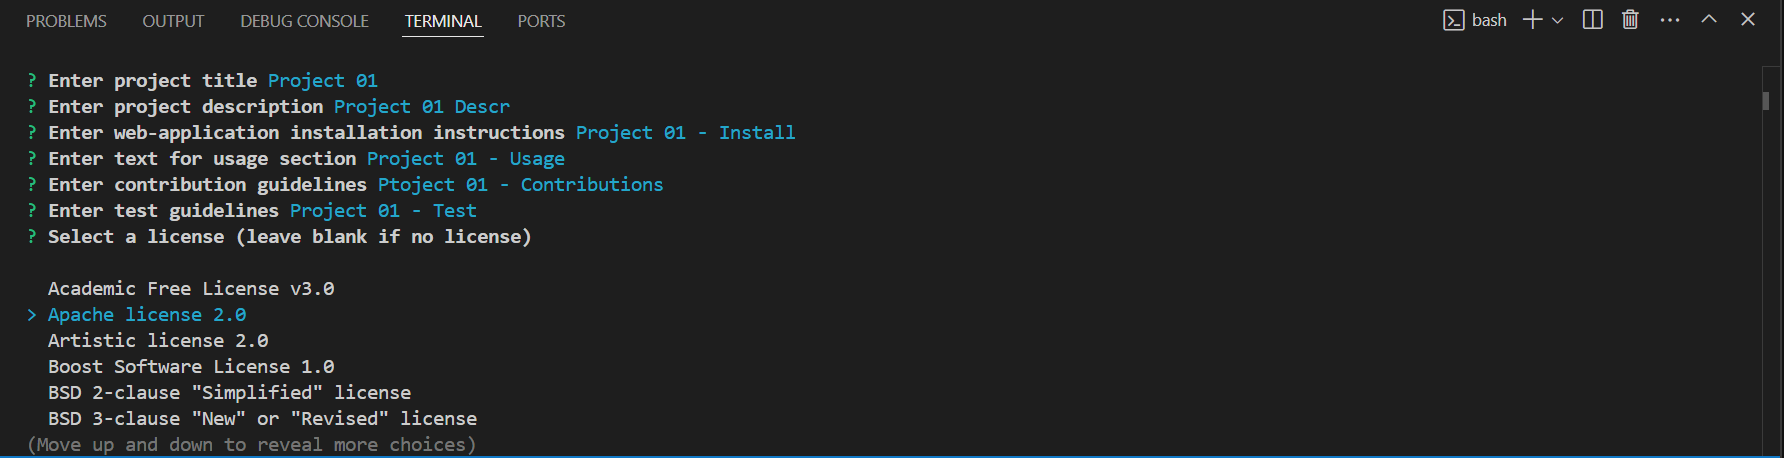 PROBLEMS OUTPUT DEBUG CONSOLE TERMINAL PORTS bash
? Enter project title Project 01
? Enter project description Project 01 Descr
? Enter web-application installation instructions Project 01 - Install
? Enter text for usage section Project 01 - Usage
? Enter contribution guidelines Ptoject 01 - Contributions
? Enter test guidelines Project 01 - Test
? Select a license (leave blank if no license)
Academic Free License v3.0
> Apache license 2.0
Artistic license 2.0
Boost Software License 1.0
BSD 2-clause "Simplified" license
BSD 3-clause "New" or "Revised" license
(Move up and down to reveal more choices)